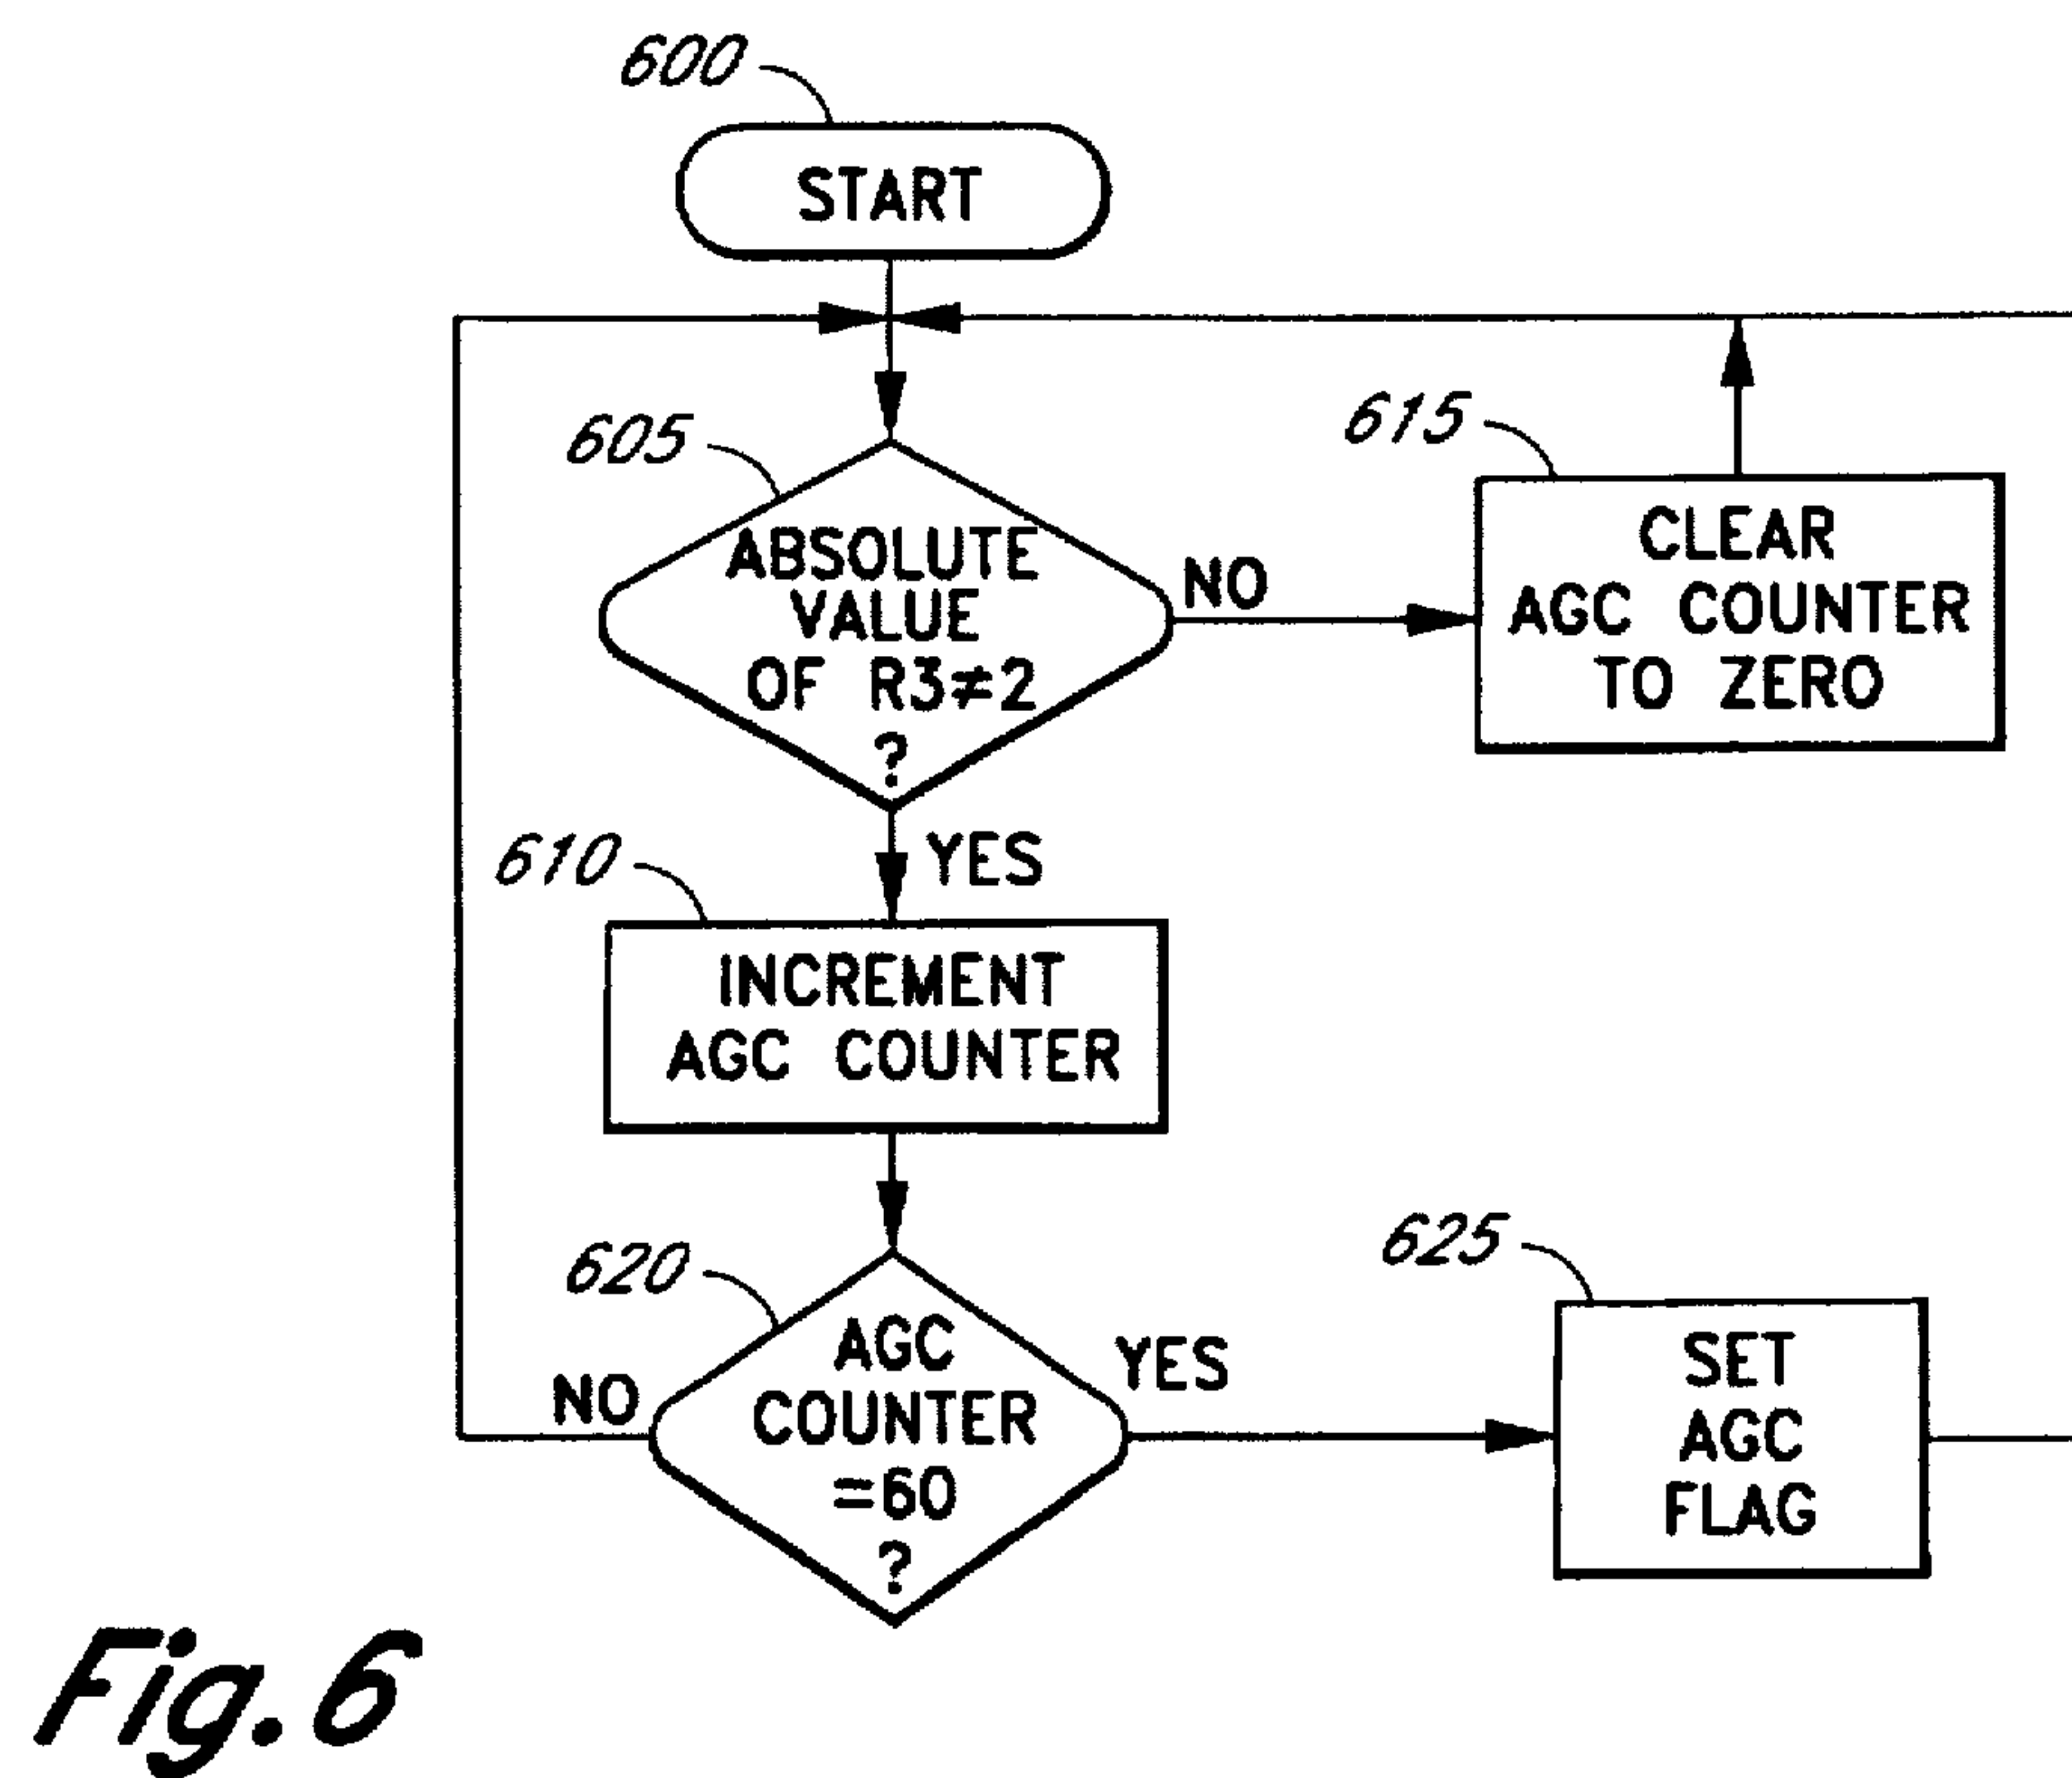 600
START
605
ABSOLUTE
VALUE
OF R3≠2
?
NO
615
CLEAR
AGC COUNTER
TO ZERO
YES
610
INCREMENT
AGC COUNTER
620
AGC
COUNTER
=60
?
NO
YES
625
SET
AGC
FLAG
Fig.6